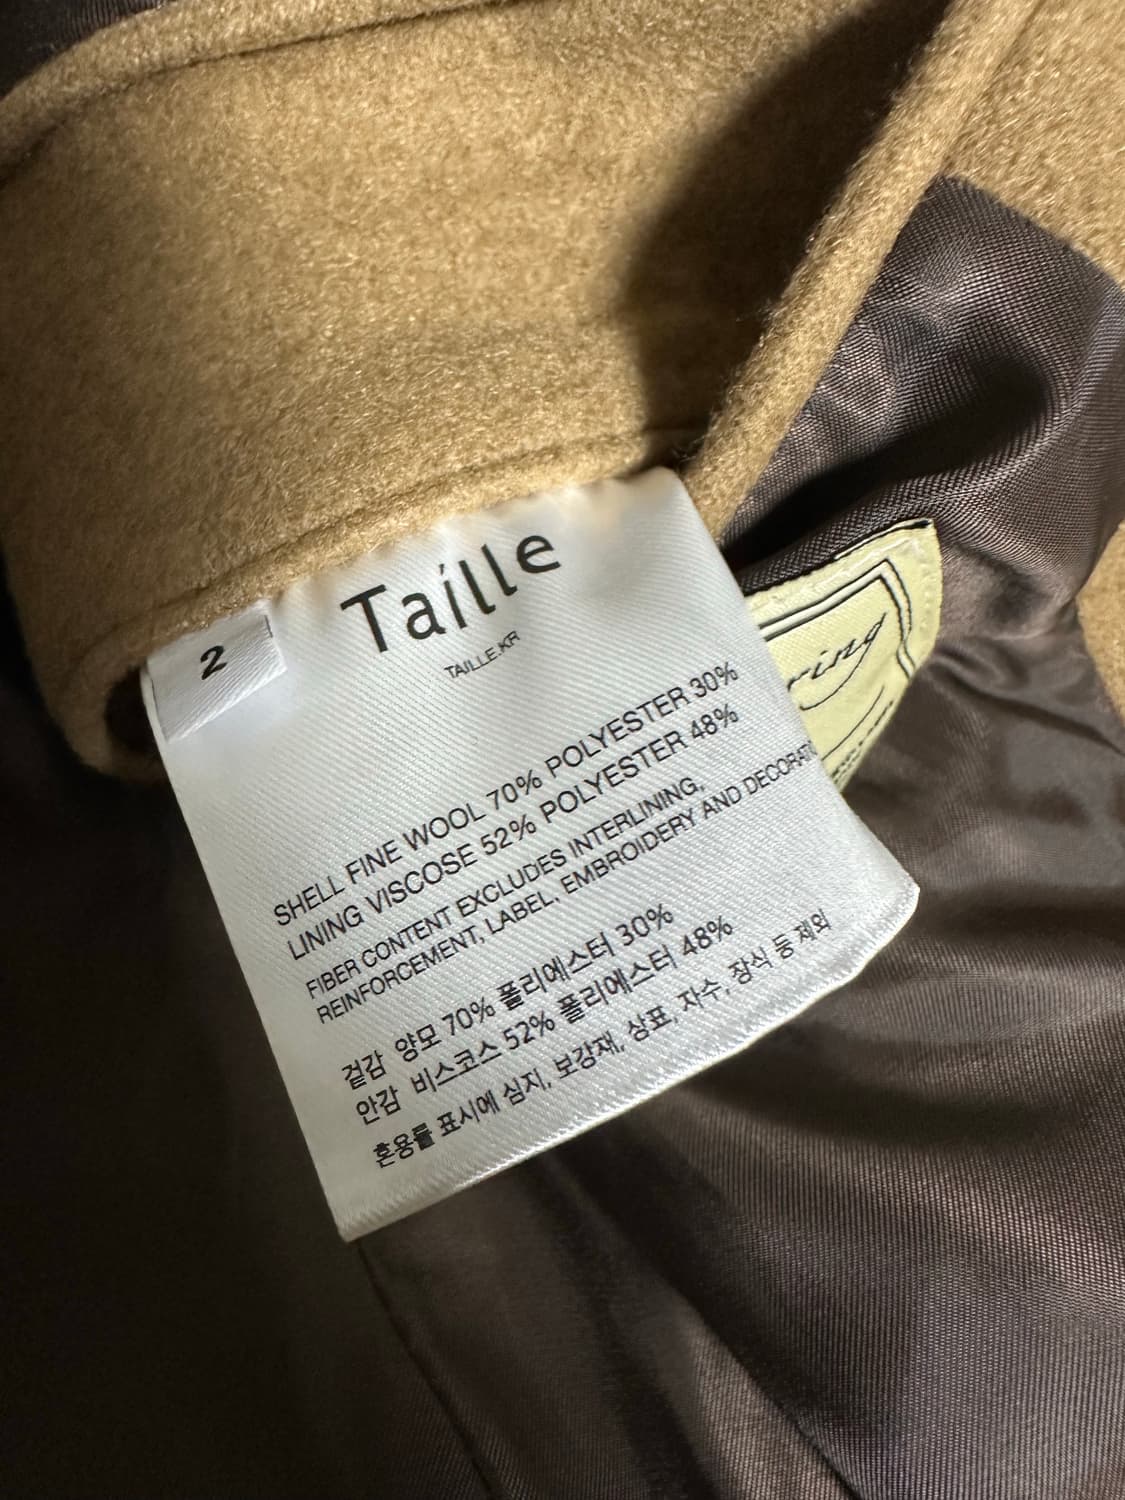 2
Taille
TAILLE.KR
SHELL FINE WOOL 70% POLYESTER 30%
LINING VISCOSE 52% POLYESTER 48%
FIBER CONTENT EXCLUDES INTERLINING,
REINFORCEMENT, LABEL, EMBROIDERY AND DECORATI
겉감 양모 70% 폴리에스터 30%
안감 비스코스 52% 폴리에스터 48%
혼용률 표시에 심지, 보강재, 상표, 자수, 장식 등 제외
ring